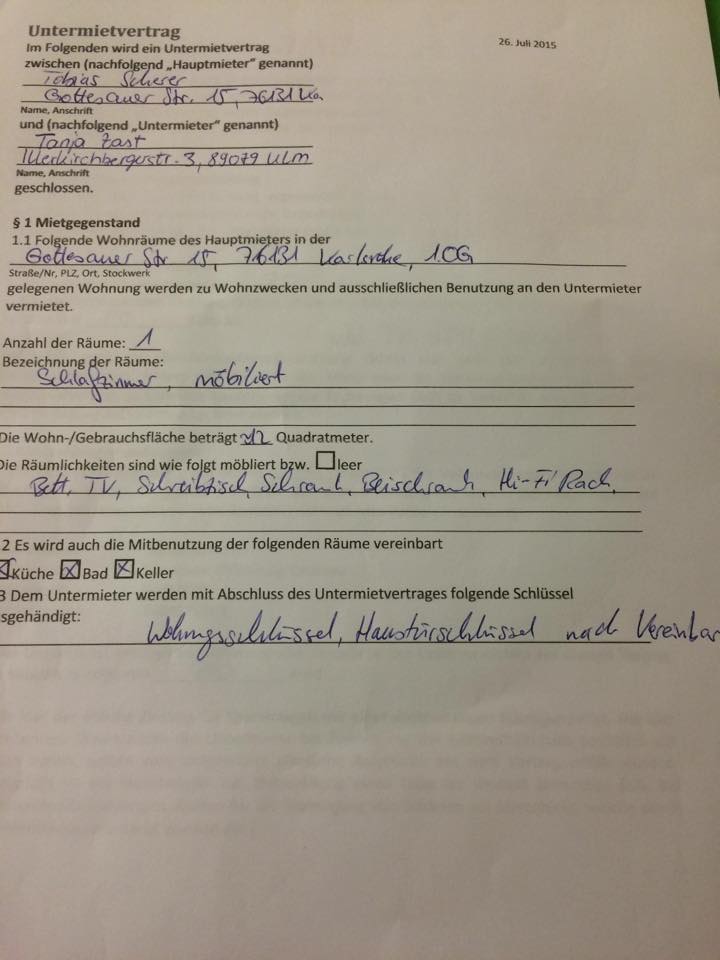 Untermietvertrag
26. Juli 2015
Im Folgenden wird ein Untermietvertrag
zwischen (nachfolgend „Hauptmieter“ genannt)
Tobias Scherer
Gottesauer Str. 15, 76131 Ka
Name, Anschrift
und (nachfolgend „Untermieter“ genannt)
Tanja Zast
Illerkirchbergerstr. 3, 89079 Ulm
Name, Anschrift
geschlossen.
§ 1 Mietgegenstand
1.1 Folgende Wohnräume des Hauptmieters in der
Gottesauer Str 15, 76131 Karlsruhe, 1.OG
Straße/Nr, PLZ, Ort, Stockwerk
gelegenen Wohnung werden zu Wohnzwecken und ausschließlichen Benutzung an den Untermieter
vermietet.
Anzahl der Räume: 1
Bezeichnung der Räume:
Schlafzimmer, möbiliert
Die Wohn-/Gebrauchsfläche beträgt 12 Quadratmeter.
Die Räumlichkeiten sind wie folgt möbliert bzw. leer
Bett, TV, Schreibtisch, Schrank, Beischrank, Hi-Fi Rack,
2 Es wird auch die Mitbenutzung der folgenden Räume vereinbart
Küche Bad Keller
3 Dem Untermieter werden mit Abschluss des Untermietvertrages folgende Schlüssel
sgehändigt:
Wohnungsschlüssel, Haustürschlüssel nach Vereinbar